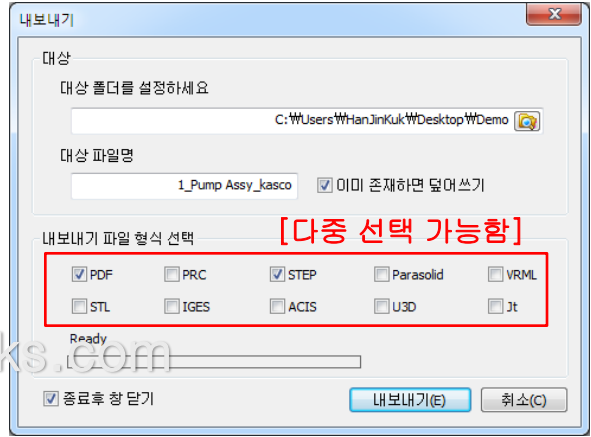 내보내기
대상
대상 폴더를 설정하세요
C:₩Users₩HanJinKuk₩Desktop₩Demo
대상 파일명
1_Pump Assy_kasco 이미 존재하면 덮어쓰기
내보내기 파일 형식 선택 [다중 선택 가능함]
PDF PRC STEP Parasolid VRML
STL IGES ACIS U3D Jt
Ready
ks.com
종료후 창 닫기 내보내기(E) 취소(C)